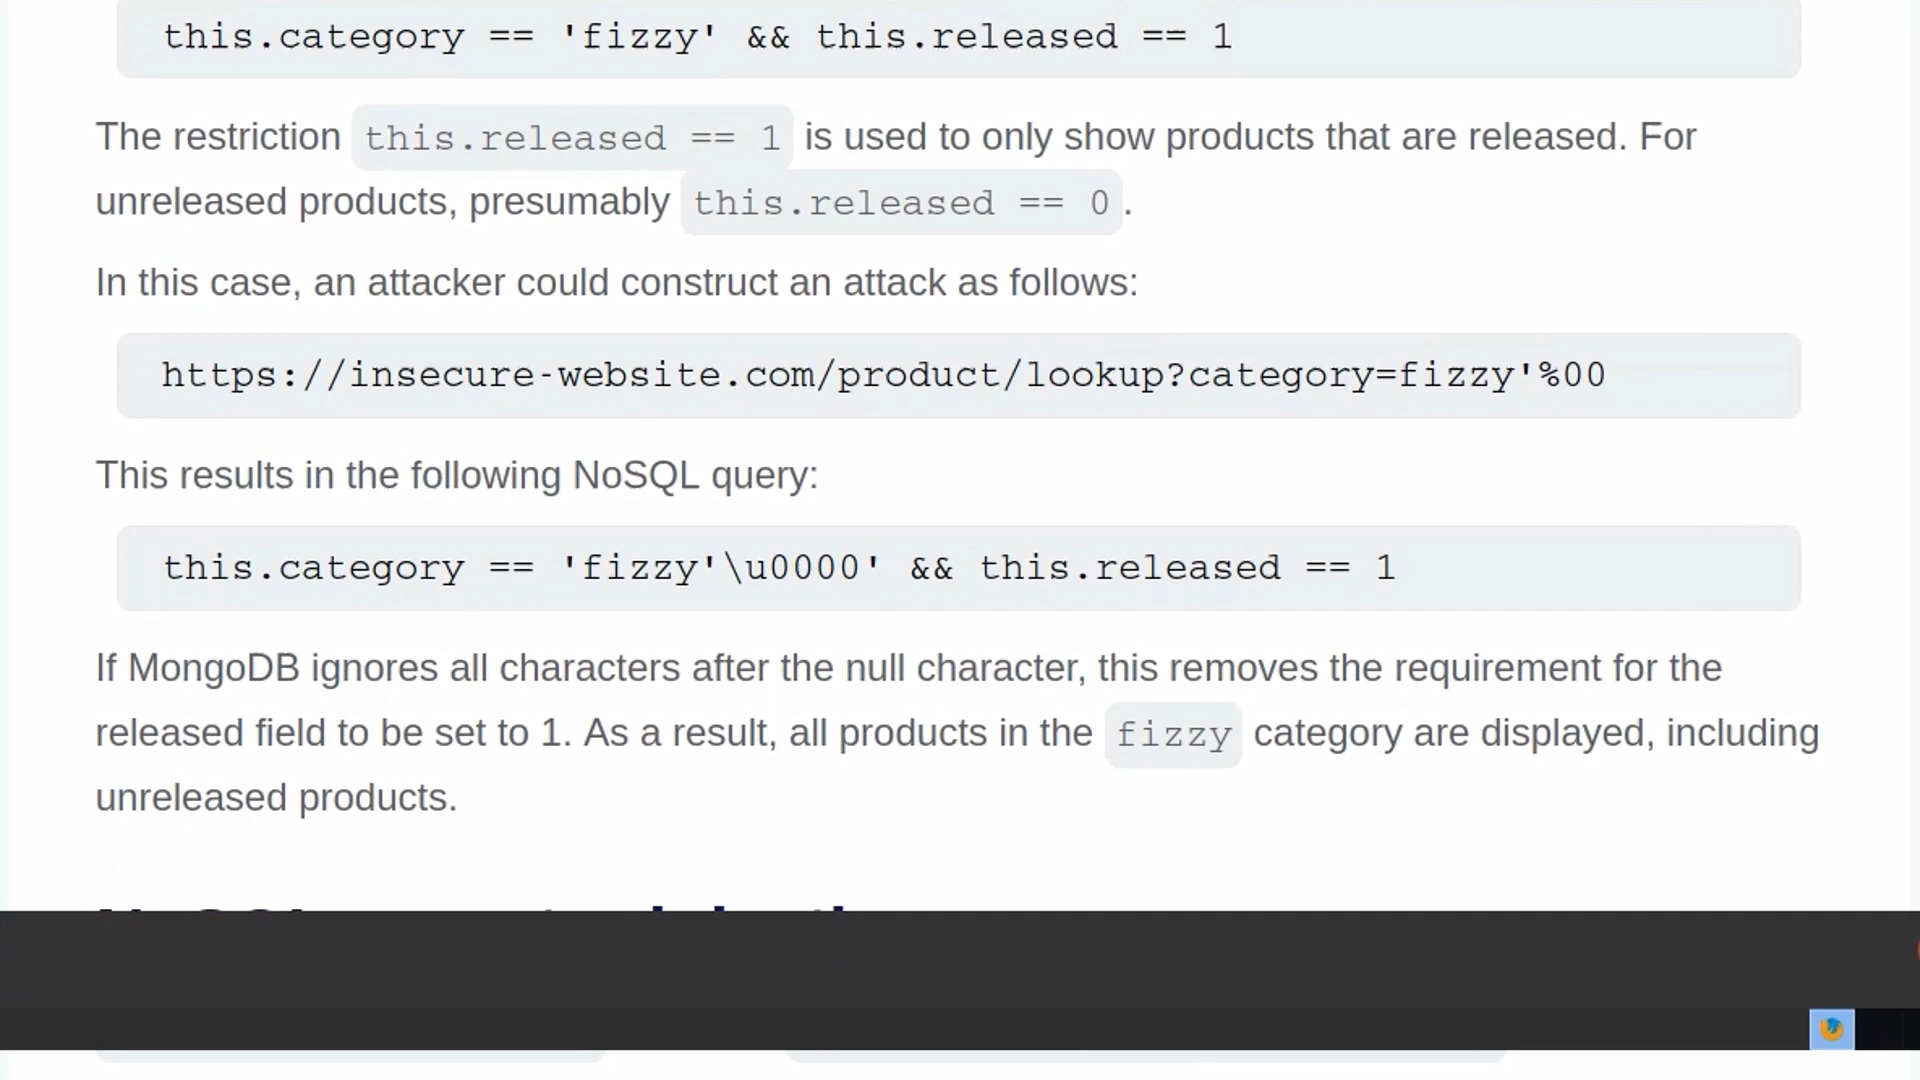 this.category == 'fizzy' && this.released == 1
The restriction this.released == 1 is used to only show products that are released. For
unreleased products, presumably this.released == 0 .
In this case, an attacker could construct an attack as follows:
https://insecure-website.com/product/lookup?category=fizzy'%00
This results in the following NoSQL query:
this.category == 'fizzy'\u0000' && this.released == 1
If MongoDB ignores all characters after the null character, this removes the requirement for the
released field to be set to 1. As a result, all products in the fizzy category are displayed, including
unreleased products.